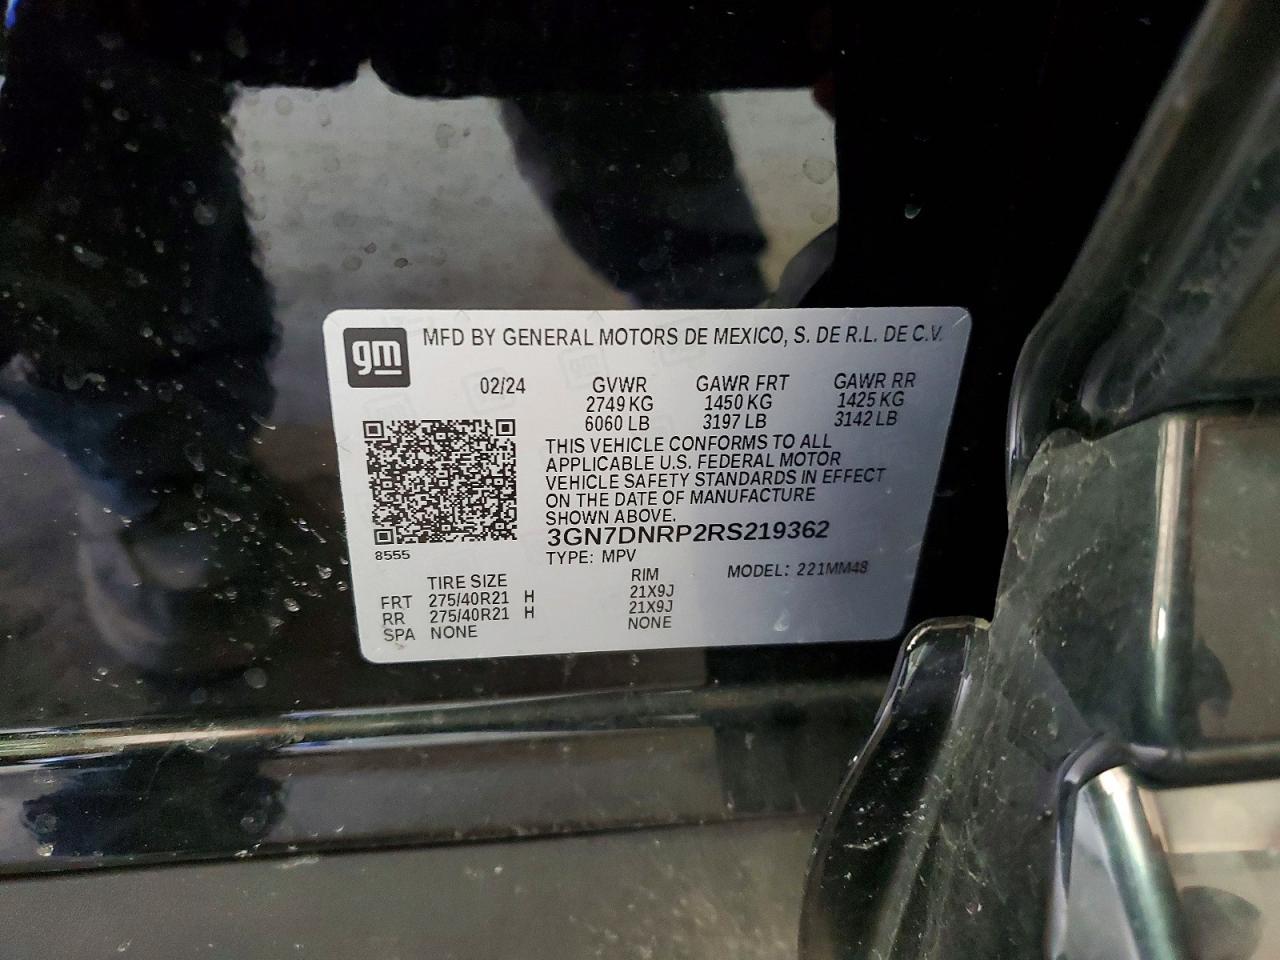 gm
MFD BY GENERAL MOTORS DE MEXICO, S. DE R.L. DE C.V.
02/24 GVWR GAWR FRT GAWR RR
2749 KG 1450 KG 1425 KG
6060 LB 3197 LB 3142 LB
THIS VEHICLE CONFORMS TO ALL
APPLICABLE U.S. FEDERAL MOTOR
VEHICLE SAFETY STANDARDS IN EFFECT
ON THE DATE OF MANUFACTURE
SHOWN ABOVE.
3GN7DNRP2RS219362
8555
TYPE: MPV MODEL: 221MM48
TIRE SIZE RIM
FRT 275/40R21 H 21X9J
RR 275/40R21 H 21X9J
SPA NONE NONE